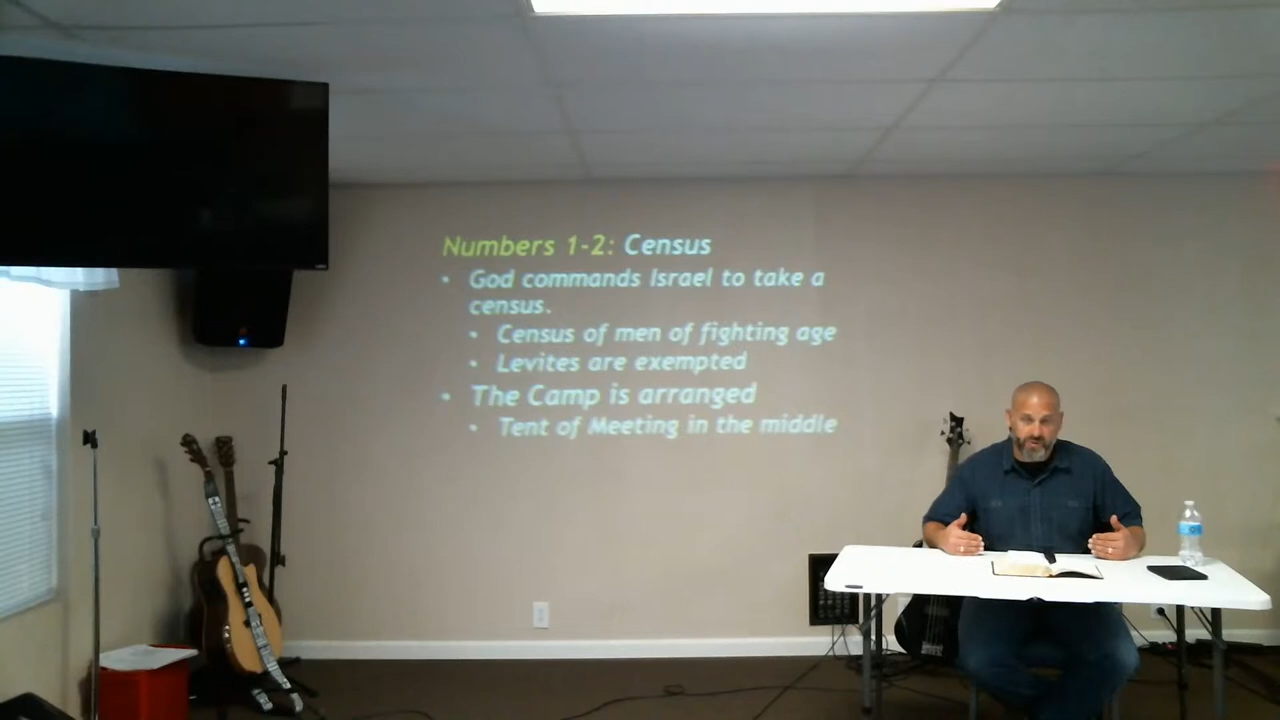 Numbers 1-2: Census
• God commands Israel to take a
census.
• Census of men of fighting age
• Levites are exempted
• The Camp is arranged
• Tent of Meeting in the middle